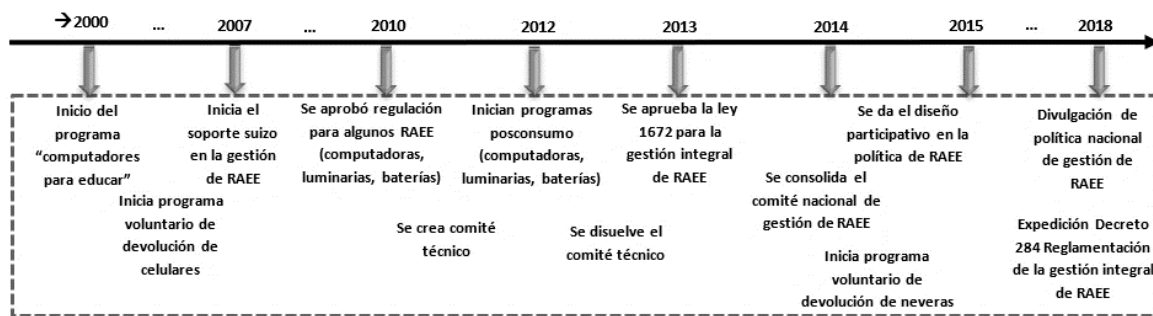 →2000 ... 2007 ... 2010 2012 2013 2014 2015 ... 2018
Inicio del
programa
“computadores
para educar”
Inicia programa
voluntario de
devolución de
celulares
Inicia el
soporte suizo
en la gestión
de RAEE
Se aprobó regulación
para algunos RAEE
(computadoras,
luminarias, baterías)
Se crea comité
técnico
Inician programas
posconsumo
(computadoras,
luminarias, baterías)
Se disuelve el
comité técnico
Se aprueba la ley
1672 para la
gestión integral
de RAEE
Se consolida el
comité nacional de
gestión de RAEE
Se da el diseño
participativo en la
política de RAEE
Inicia programa
voluntario de
devolución de neveras
Divulgación de
política nacional
de gestión de
RAEE
Expedición Decreto
284 Reglamentación
de la gestión integral
de RAEE